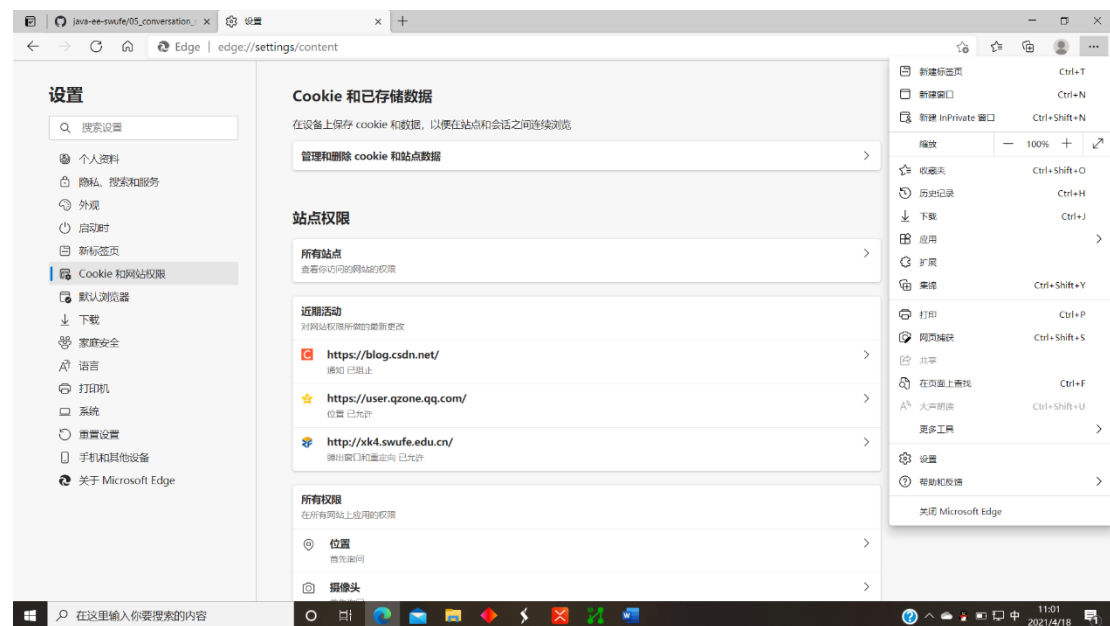 java-ee-swufe/05_conversation_
设置
Edge | edge://settings/content
设置
搜索设置
个人资料
隐私、搜索和服务
外观
启动时
新标签页
Cookie 和网站权限
默认浏览器
下载
家庭安全
语言
打印机
系统
重置设置
手机和其他设备
关于 Microsoft Edge
Cookie 和已存储数据
在设备上保存 cookie 和数据，以便在站点和会话之间连续浏览
管理和删除 cookie 和站点数据
站点权限
所有站点
查看你访问的网站的权限
近期活动
对网站权限所做的最新更改
https://blog.csdn.net/
通知 已阻止
https://user.qzone.qq.com/
位置 已允许
http://xk4.swufe.edu.cn/
弹出窗口和重定向 已允许
所有权限
在所有网站上应用的权限
位置
首先询问
摄像头
新建标签页 Ctrl+T
新建窗口 Ctrl+N
新建 InPrivate 窗口 Ctrl+Shift+N
缩放 — 100% +
收藏夹 Ctrl+Shift+O
历史记录 Ctrl+H
下载 Ctrl+J
应用
扩展
集锦 Ctrl+Shift+Y
打印 Ctrl+P
网页捕获 Ctrl+Shift+S
共享
在页面上查找 Ctrl+F
大声朗读 Ctrl+Shift+U
更多工具
设置
帮助和反馈
关闭 Microsoft Edge
在这里输入你要搜索的内容
中
11:01
2021/4/18